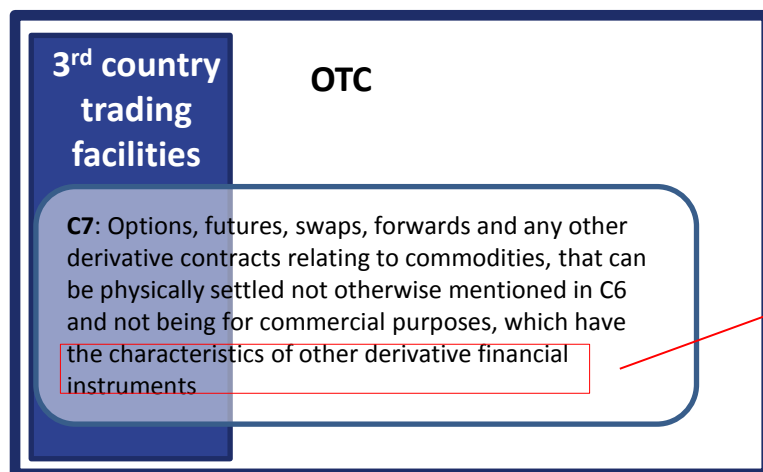 3rd country
trading
facilities
OTC
C7: Options, futures, swaps, forwards and any other
derivative contracts relating to commodities, that can
be physically settled not otherwise mentioned in C6
and not being for commercial purposes, which have
the characteristics of other derivative financial
instruments